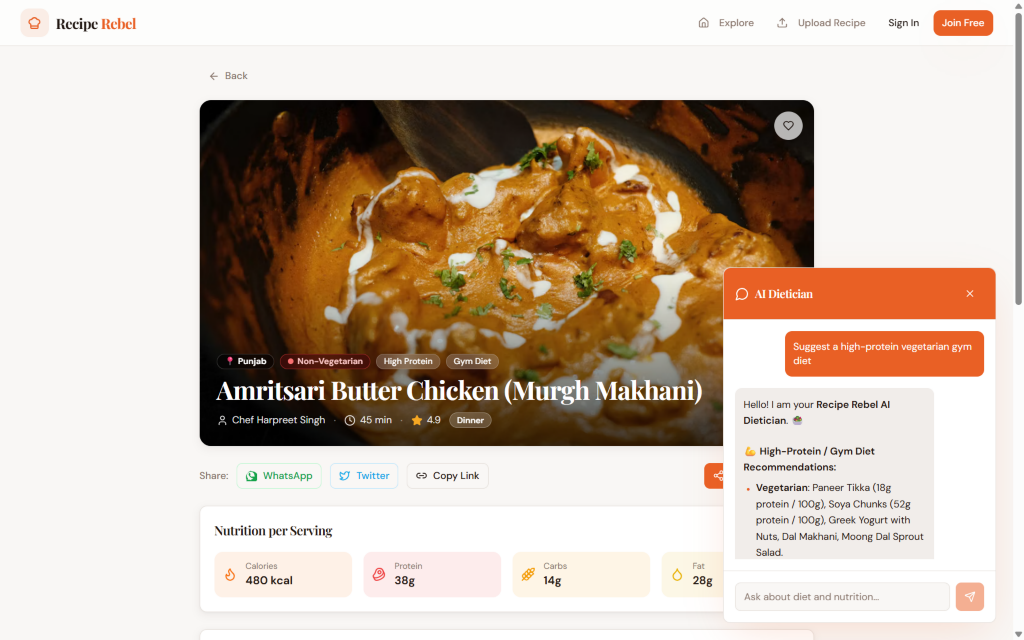 Recipe Rebel
Explore
Upload Recipe
Sign In
Join Free
Back
Punjab
Non-Vegetarian
High Protein
Gym Diet
Amritsari Butter Chicken (Murgh Makhani)
Chef Harpreet Singh · 45 min · 4.9 Dinner
Share:
WhatsApp
Twitter
Copy Link
Nutrition per Serving
Calories
480 kcal
Protein
38g
Carbs
14g
Fat
28g
AI Dietician
Suggest a high-protein vegetarian gym
diet
Hello! I am your Recipe Rebel AI
Dietician. 🥗
💪 High-Protein / Gym Diet
Recommendations:
• Vegetarian: Paneer Tikka (18g
protein / 100g), Soya Chunks (52g
protein / 100g), Greek Yogurt with
Nuts, Dal Makhani, Moong Dal Sprout
Salad.
Ask about diet and nutrition...